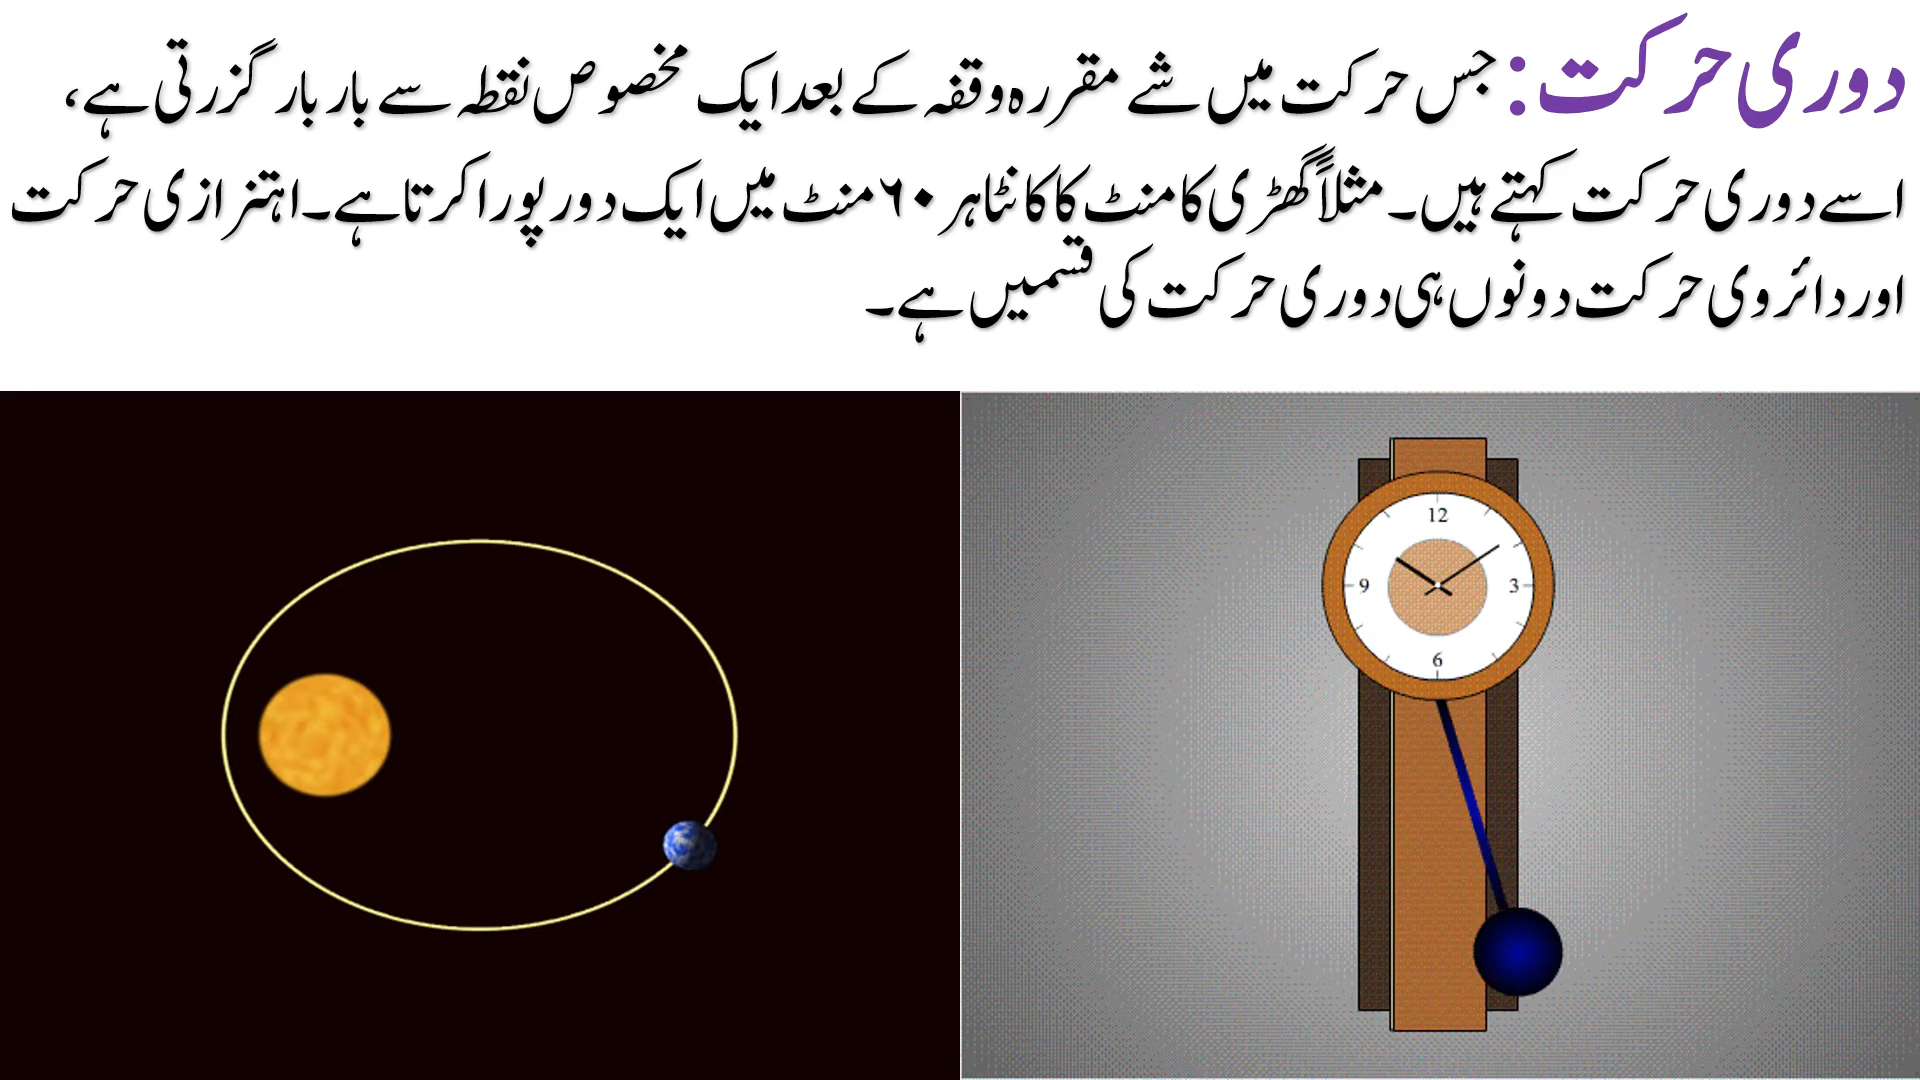 دوری حرکت: جس حرکت میں شے مقررہ وقفہ کے بعد ایک مخصوص نقطہ سے بار بار گزرتی ہے،
اسے دوری حرکت کہتے ہیں۔ مثلاً گھڑی کا منٹ کا کانٹا ہر ۶۰ منٹ میں ایک دور پورا کرتا ہے۔ اہتزازی حرکت
اور دائروی حرکت دونوں ہی دوری حرکت کی قسمیں ہے۔
12
9 3
6